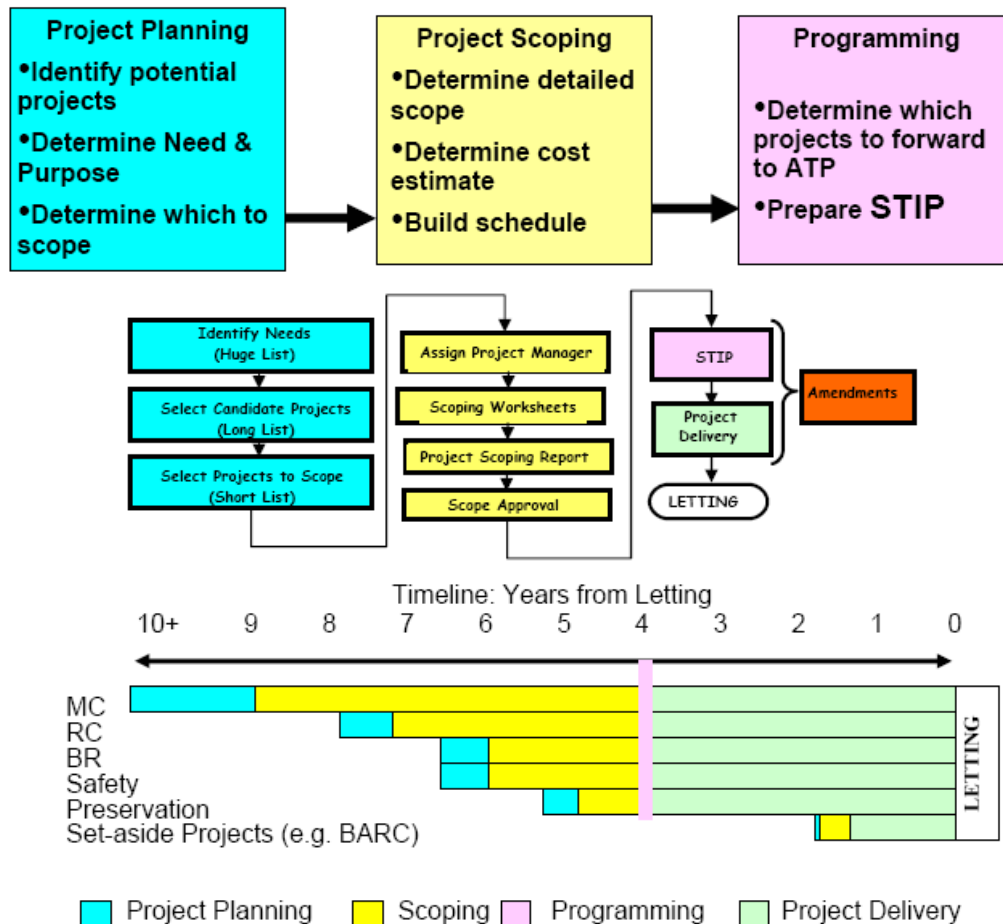 Project Planning
•Identify potential
projects
•Determine Need &
Purpose
•Determine which to
scope
Project Scoping
•Determine detailed
scope
•Determine cost
estimate
•Build schedule
Programming
•Determine which
projects to forward
to ATP
•Prepare STIP
Identify Needs
(Huge List)
Select Candidate Projects
(Long List)
Select Projects to Scope
(Short List)
Assign Project Manager
Scoping Worksheets
Project Scoping Report
Scope Approval
STIP
Project
Delivery
LETTING
Amendments
Timeline: Years from Letting
10+ 9 8 7 6 5 4 3 2 1 0
MC
RC
BR
Safety
Preservation
Set-aside Projects (e.g. BARC)
LETTING
Project Planning Scoping Programming Project Delivery